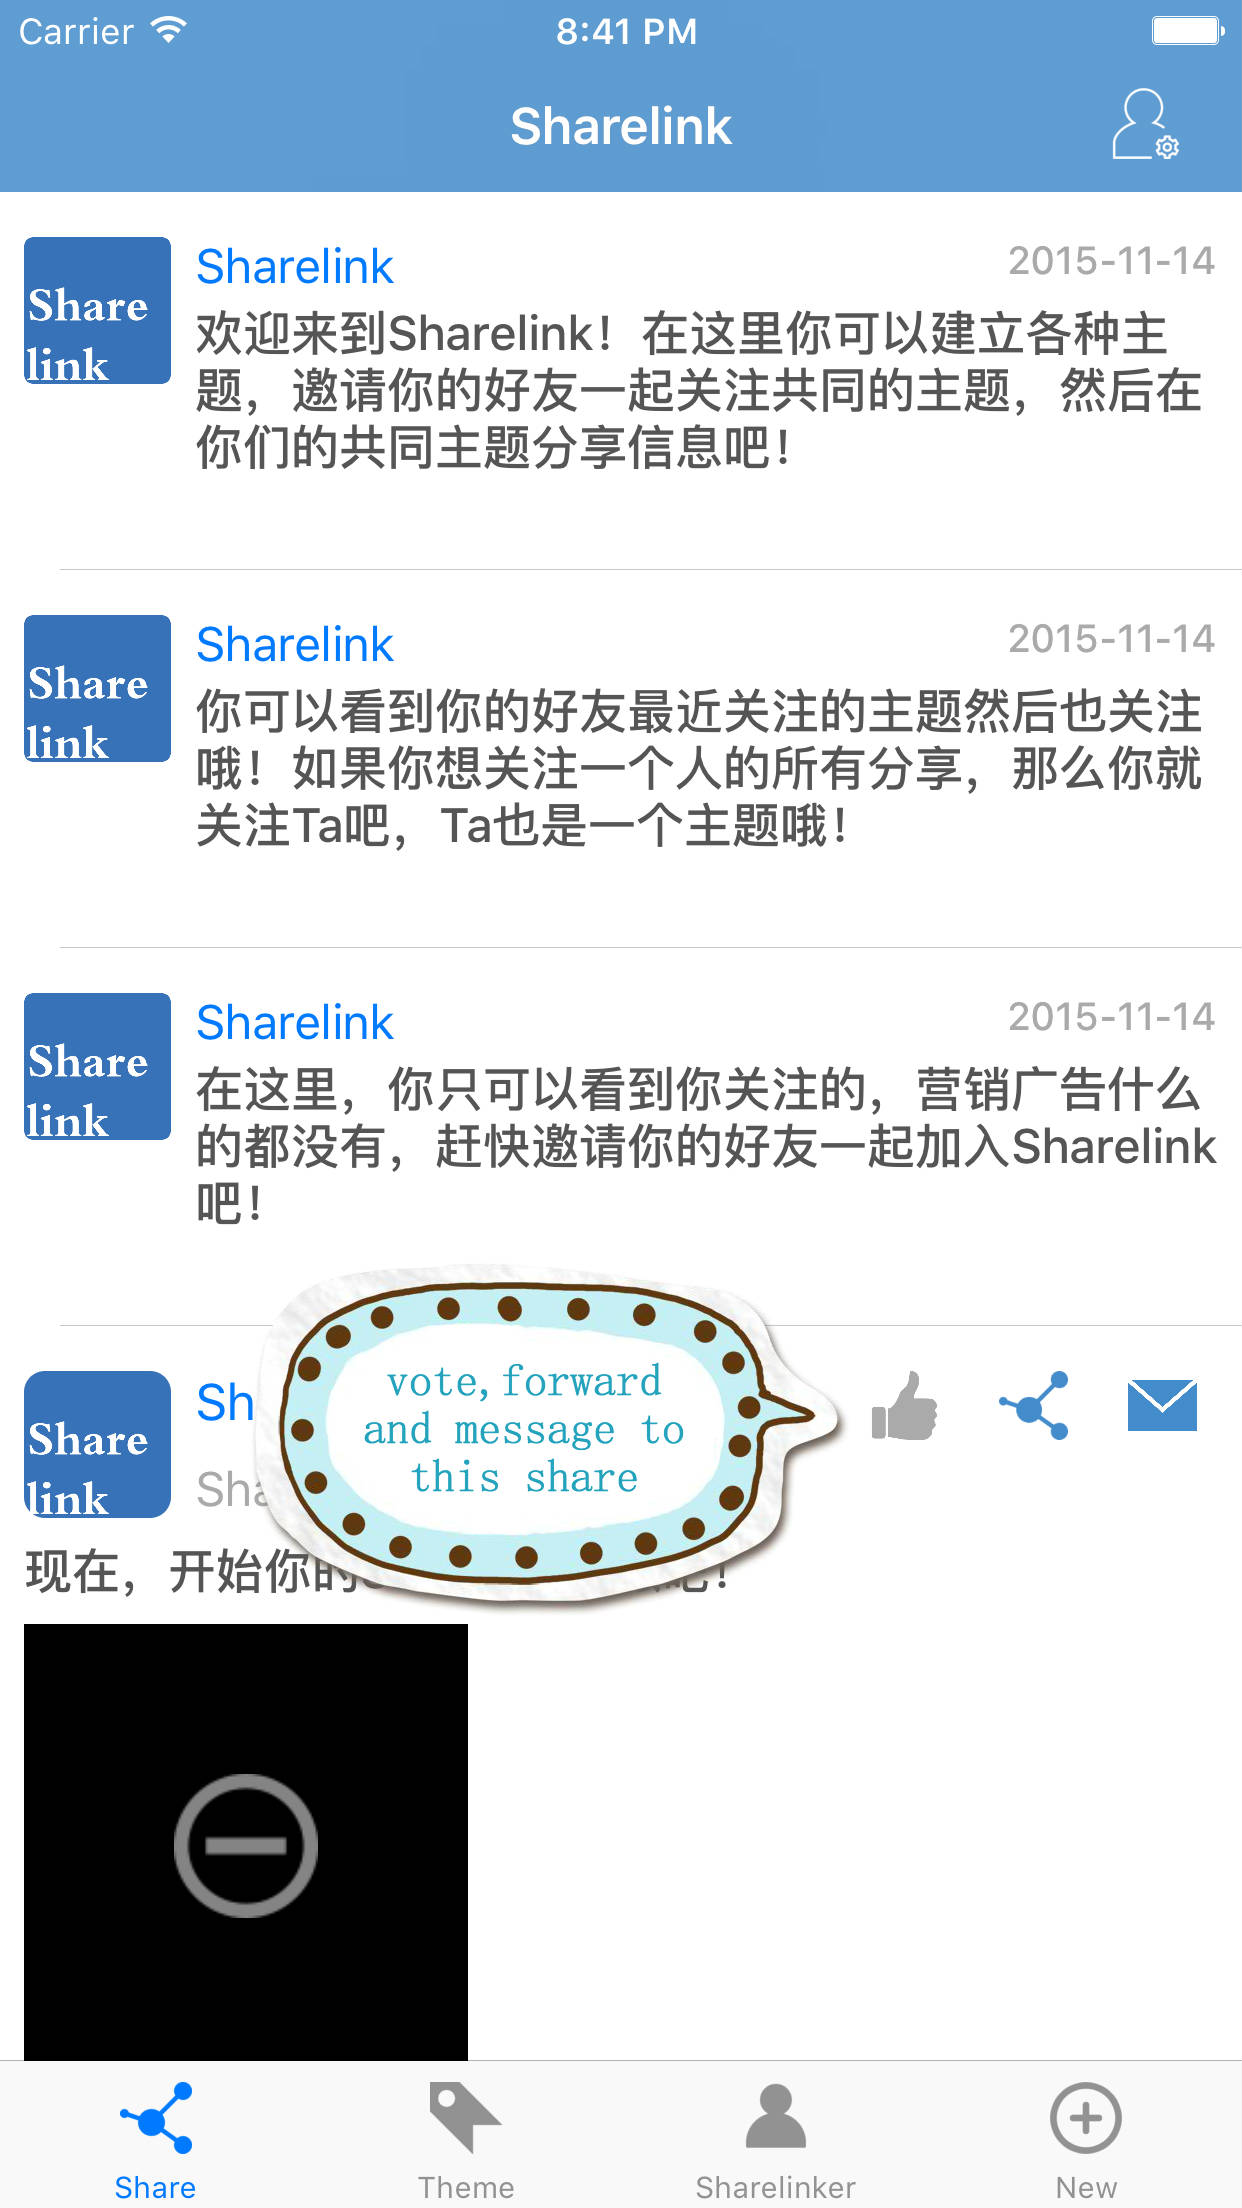 Carrier
8:41 PM
Sharelink
Share
link
Sharelink
2015-11-14
欢迎来到Sharelink！在这里你可以建立各种主
题，邀请你的好友一起关注共同的主题，然后在
你们的共同主题分享信息吧！
Share
link
Sharelink
2015-11-14
你可以看到你的好友最近关注的主题然后也关注
哦！如果你想关注一个人的所有分享，那么你就
关注Ta吧，Ta也是一个主题哦！
Share
link
Sharelink
2015-11-14
在这里，你只可以看到你关注的，营销广告什么
的都没有，赶快邀请你的好友一起加入Sharelink
吧！
Share
link
Sh
vote,forward
and message to
this share
Sha
现在，开始你的
吧！
Share
Theme
Sharelinker
New